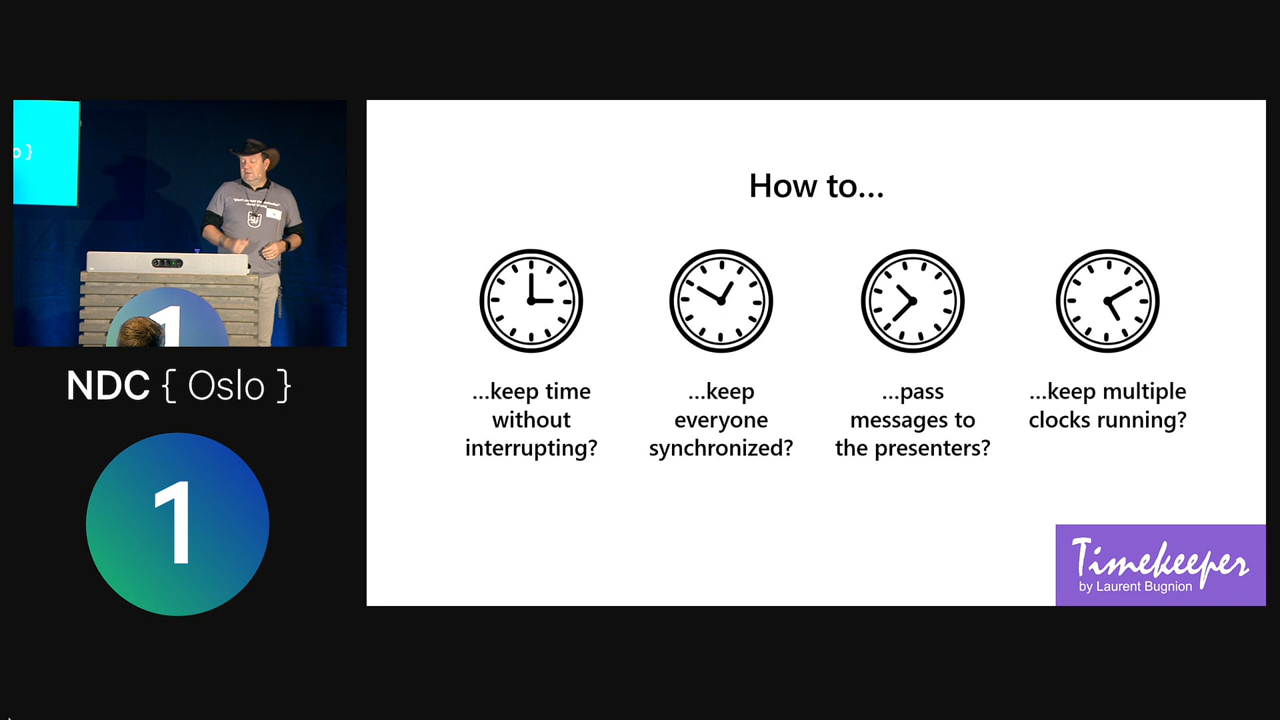 o }
NDC { Oslo }
1
1
How to...
...keep time
without
interrupting?
...keep
everyone
synchronized?
...pass
messages to
the presenters?
...keep multiple
clocks running?
Timekeeper
by Laurent Bugnion